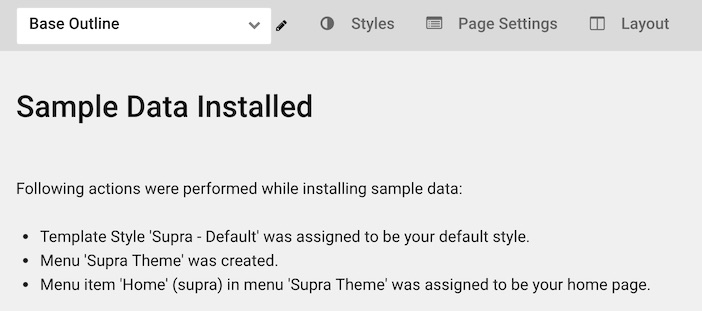 Base Outline Styles Page Settings Layout
Sample Data Installed
Following actions were performed while installing sample data:
• Template Style 'Supra - Default' was assigned to be your default style.
• Menu 'Supra Theme' was created.
• Menu item 'Home' (supra) in menu 'Supra Theme' was assigned to be your home page.